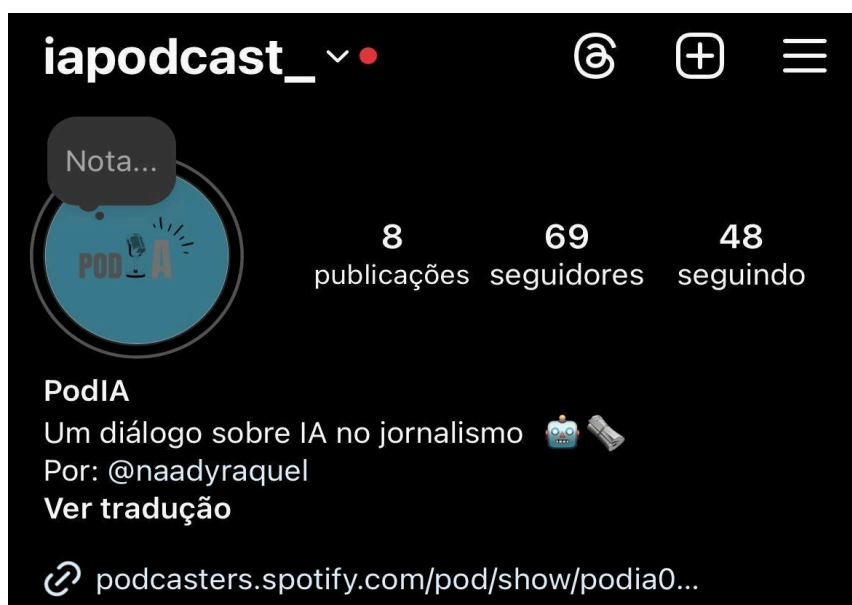 iapodcast_
Nota...
POD IA
8
publicações
69
seguidores
48
seguindo
PodIA
Um diálogo sobre IA no jornalismo 🤖🗞️
Por: @naadyraquel
Ver tradução
podcasters.spotify.com/pod/show/podia0...